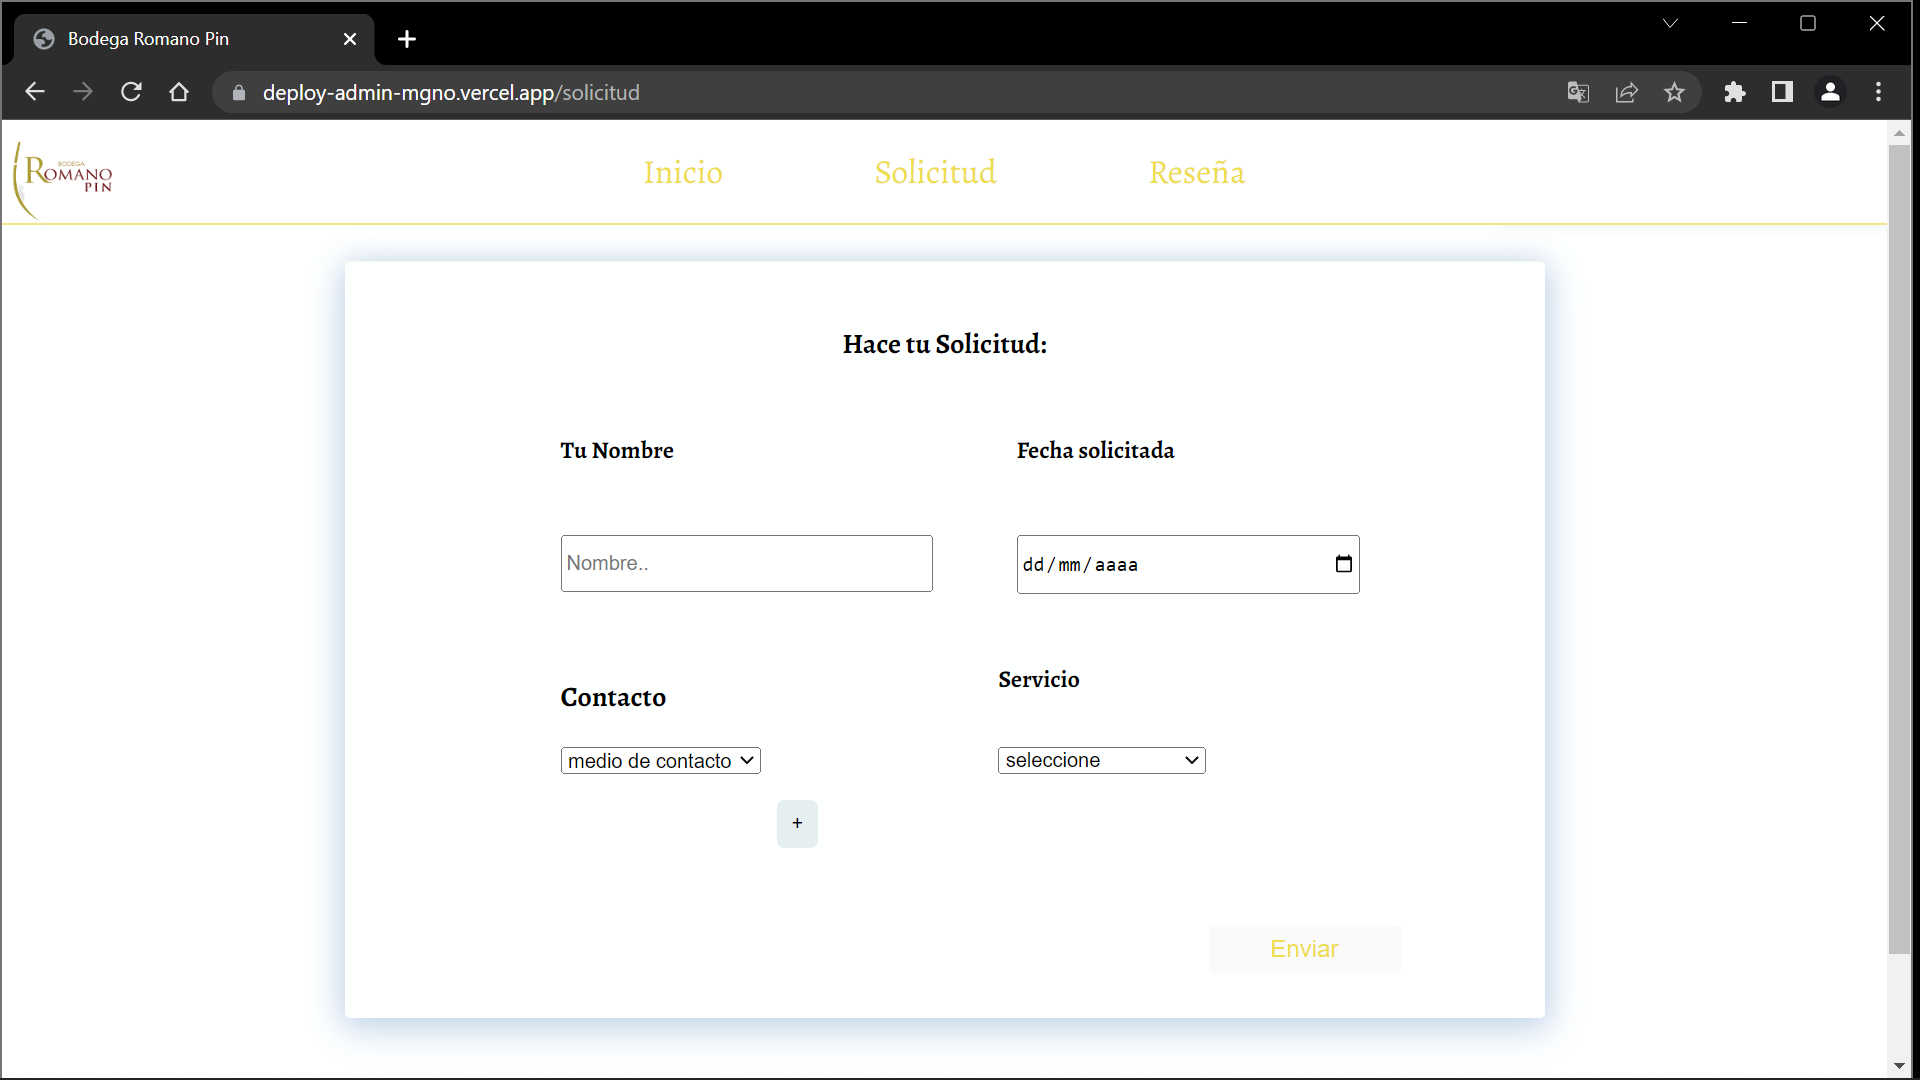 Bodega Romano Pin
deploy-admin-mgno.vercel.app/solicitud
BODEGA
ROMANO
PIN
Inicio Solicitud Reseña
Hace tu Solicitud:
Tu Nombre Fecha solicitada
Nombre.. dd/mm/aaaa
Contacto Servicio
medio de contacto seleccione
+
Enviar